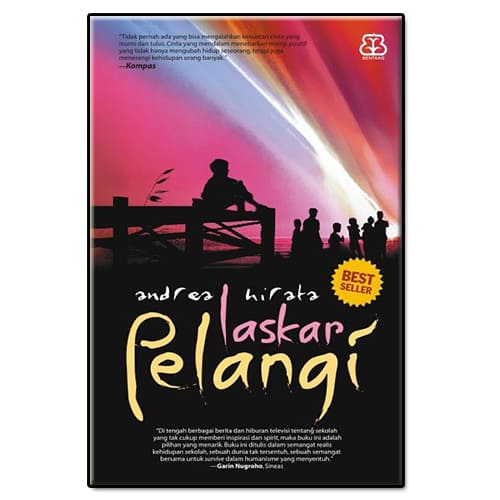 "Tidak pernah ada yang bisa mengalahkan kekuatan cinta yang
murni dan tulus. Cinta yang mendalam menebarkan energi positif
yang tidak hanya mengubah hidup seseorang, tetapi juga
menerangi kehidupan orang banyak."
—Kompas
BENTANG
andrea hirata
BEST
SELLER
laskar
Pelangi
"Di tengah berbagai berita dan hiburan televisi tentang sekolah
yang tak cukup memberi inspirasi dan spirit, maka buku ini adalah
pilihan yang menarik. Buku ini ditulis dalam semangat realis
kehidupan sekolah, sebuah dunia tak tersentuh, sebuah semangat
bersama untuk survive dalam humanisme yang menyentuh."
—Garin Nugroho, Sineas